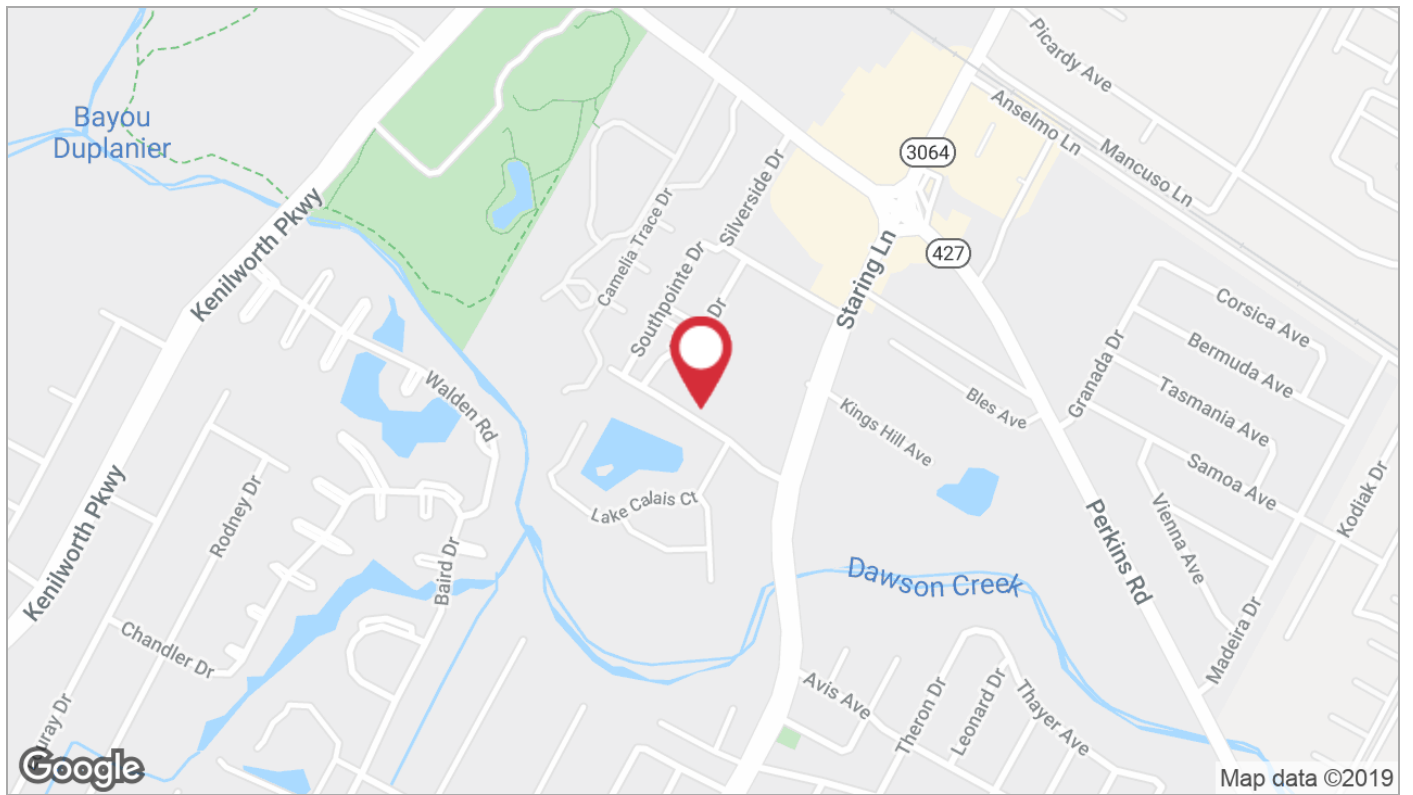 Picardy Ave
Bayou
Duplanier
Anselmo Ln
3064
Mancuso Ln
Silverside Dr
Kenilworth Pkwy
Camelia Trace Dr
Southpointe Dr
Staring Ln
427
Dr
Corsica Ave
Bermuda Ave
Granada Dr
Tasmania Ave
Walden Rd
Bles Ave
Kings Hill Ave
Samoa Ave
Kodiak Dr
Vienna Ave
Lake Calais Ct
Rodney Dr
Kenilworth Pkwy
Perkins Rd
Baird Dr
Dawson Creek
Madeira Dr
Chandler Dr
Avis Ave
Theron Dr
Leonard Dr
Thayer Ave
uray Dr
Google
Map data ©2019